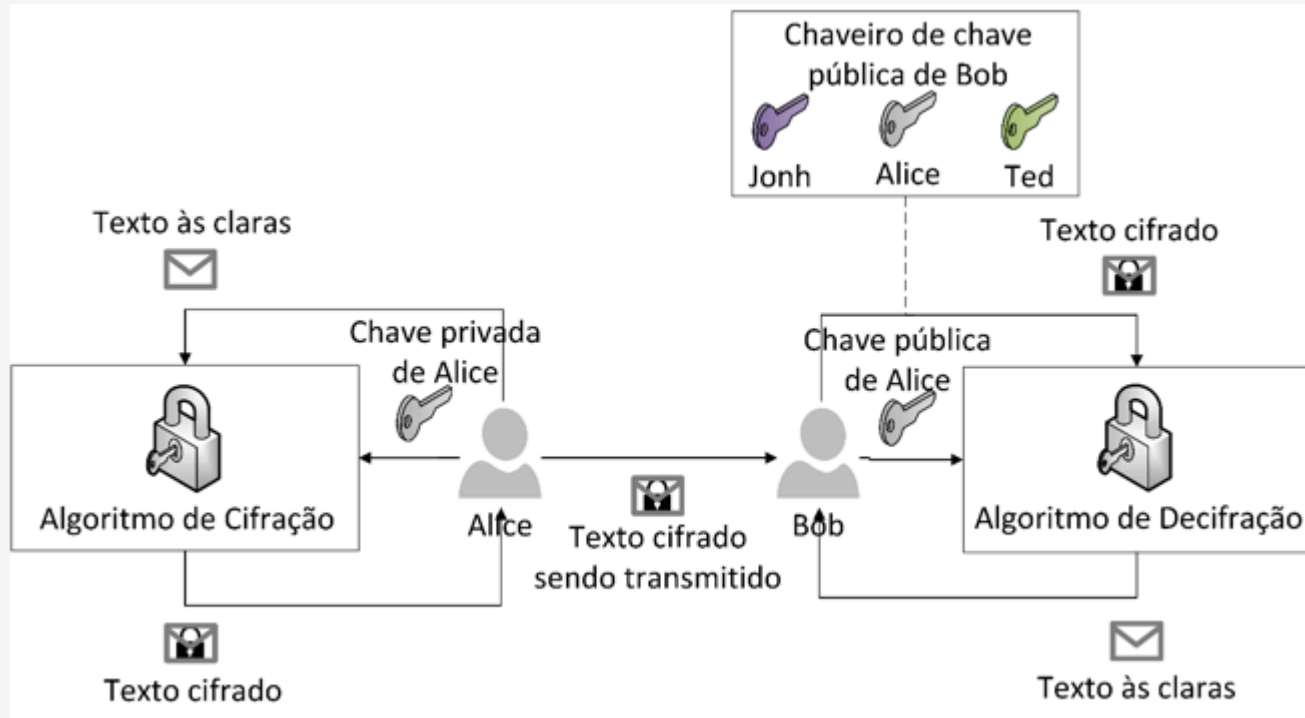 Chaveiro de chave
pública de Bob
Jonh
Alice
Ted
Texto às claras
Texto cifrado
Chave privada
de Alice
Chave pública
de Alice
Algoritmo de Cifração
Alice
Texto cifrado
sendo transmitido
Bob
Algoritmo de Decifração
Texto cifrado
Texto às claras